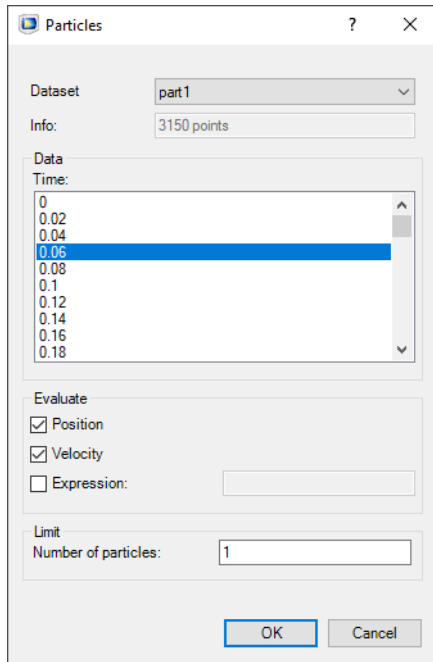 Particles ?
Dataset part1
Info: 3150 points
Data
Time:
0
0.02
0.04
0.06
0.08
0.1
0.12
0.14
0.16
0.18
Evaluate
Position
Velocity
Expression:
Limit
Number of particles: 1
OK Cancel